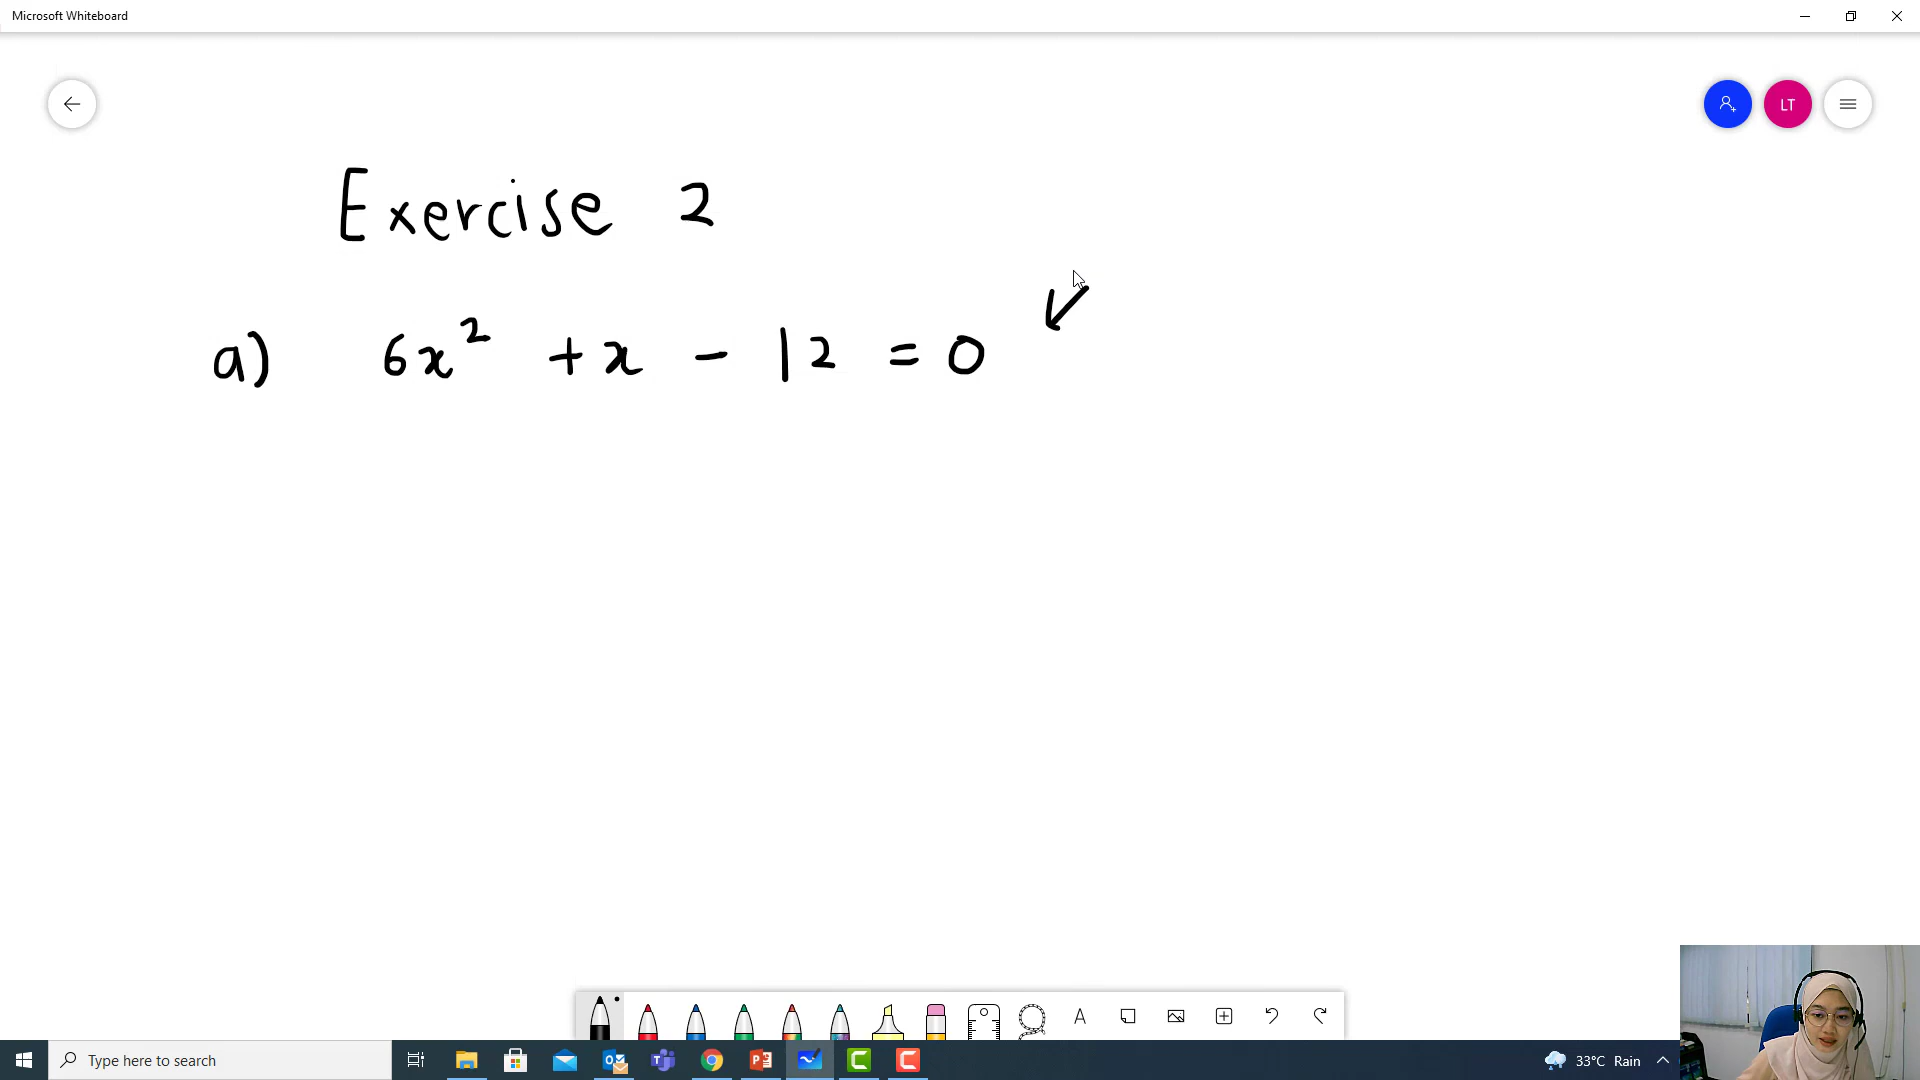 Microsoft Whiteboard
LT
Exercise 2
a) 6x² + x - 12 = 0
A
Type here to search
33°C Rain